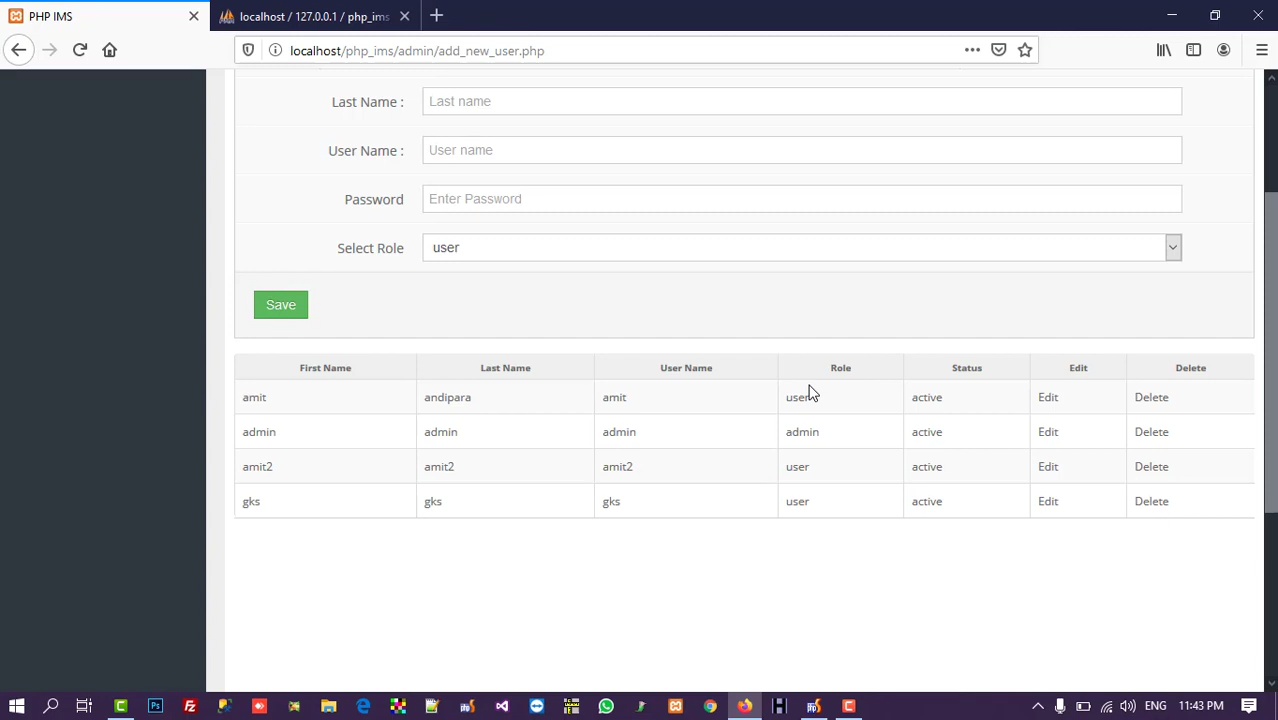 PHP IMS
localhost / 127.0.0.1 / php_ims
localhost/php_ims/admin/add_new_user.php
Last Name : Last name
User Name : User name
Password Enter Password
Select Role user
Save
First Name Last Name User Name Role Status Edit Delete
amit andipara amit user active Edit Delete
admin admin admin admin active Edit Delete
amit2 amit2 amit2 user active Edit Delete
gks gks gks user active Edit Delete
ENG 11:43 PM